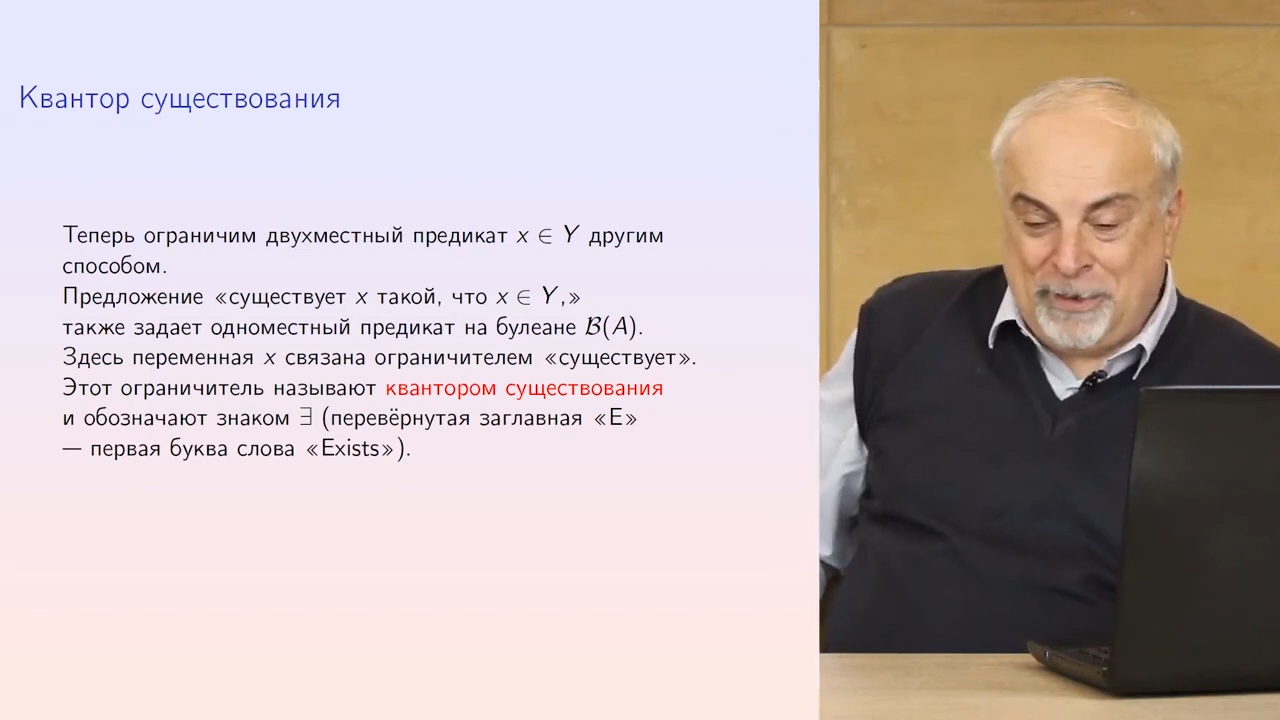 Квантор существования
Теперь ограничим двухместный предикат x ∈ Y другим
способом.
Предложение «существует x такой, что x ∈ Y,»
также задает одноместный предикат на булеане ℬ(A).
Здесь переменная x связана ограничителем «существует».
Этот ограничитель называют квантором существования
и обозначают знаком ∃ (перевёрнутая заглавная «E»
— первая буква слова «Exists»).